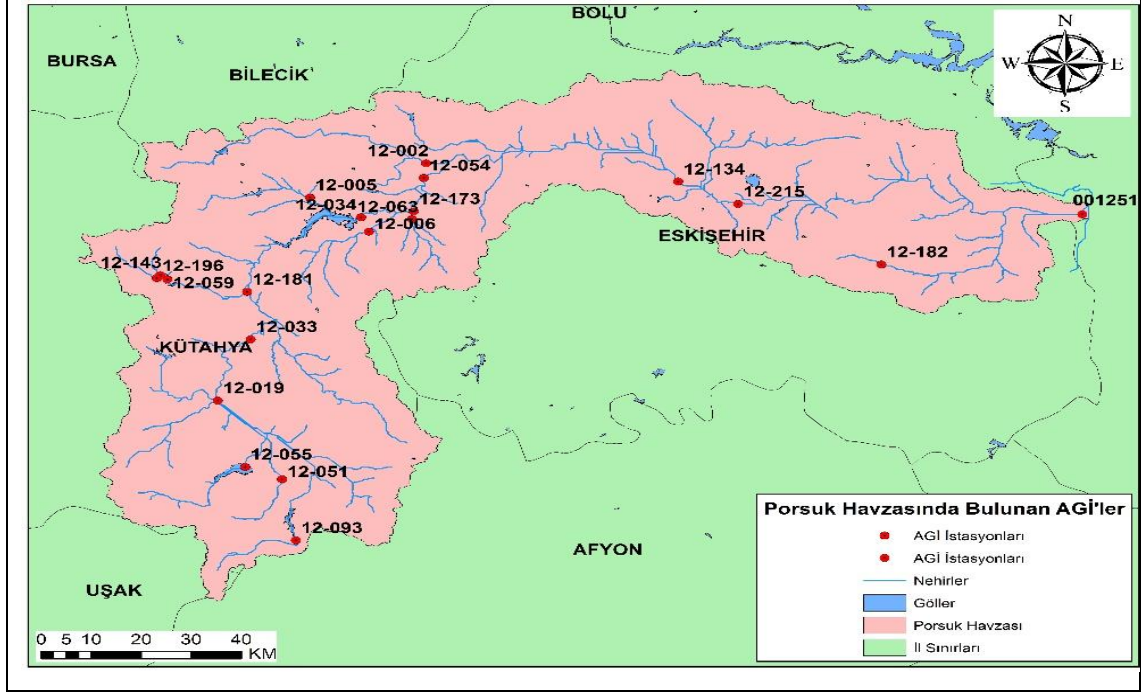 BOLU
N
BURSA
W
E
BİLECİK
S
12-002
12-054
12-134
12-005
12-173
12-215
12-034
12-063
001251
12-006
ESKİŞEHİR
12-182
12-143
12-196
12-181
12-059
12-033
KÜTAHYA
12-019
12-055
12-051
12-093
AFYON
UŞAK
Porsuk Havzasında Bulunan AGİ'ler
AGİ İstasyonları
AGİ İstasyonları
Nehirler
Göller
Porsuk Havzası
İl Sınırları
0 5 10 20 30 40
KM